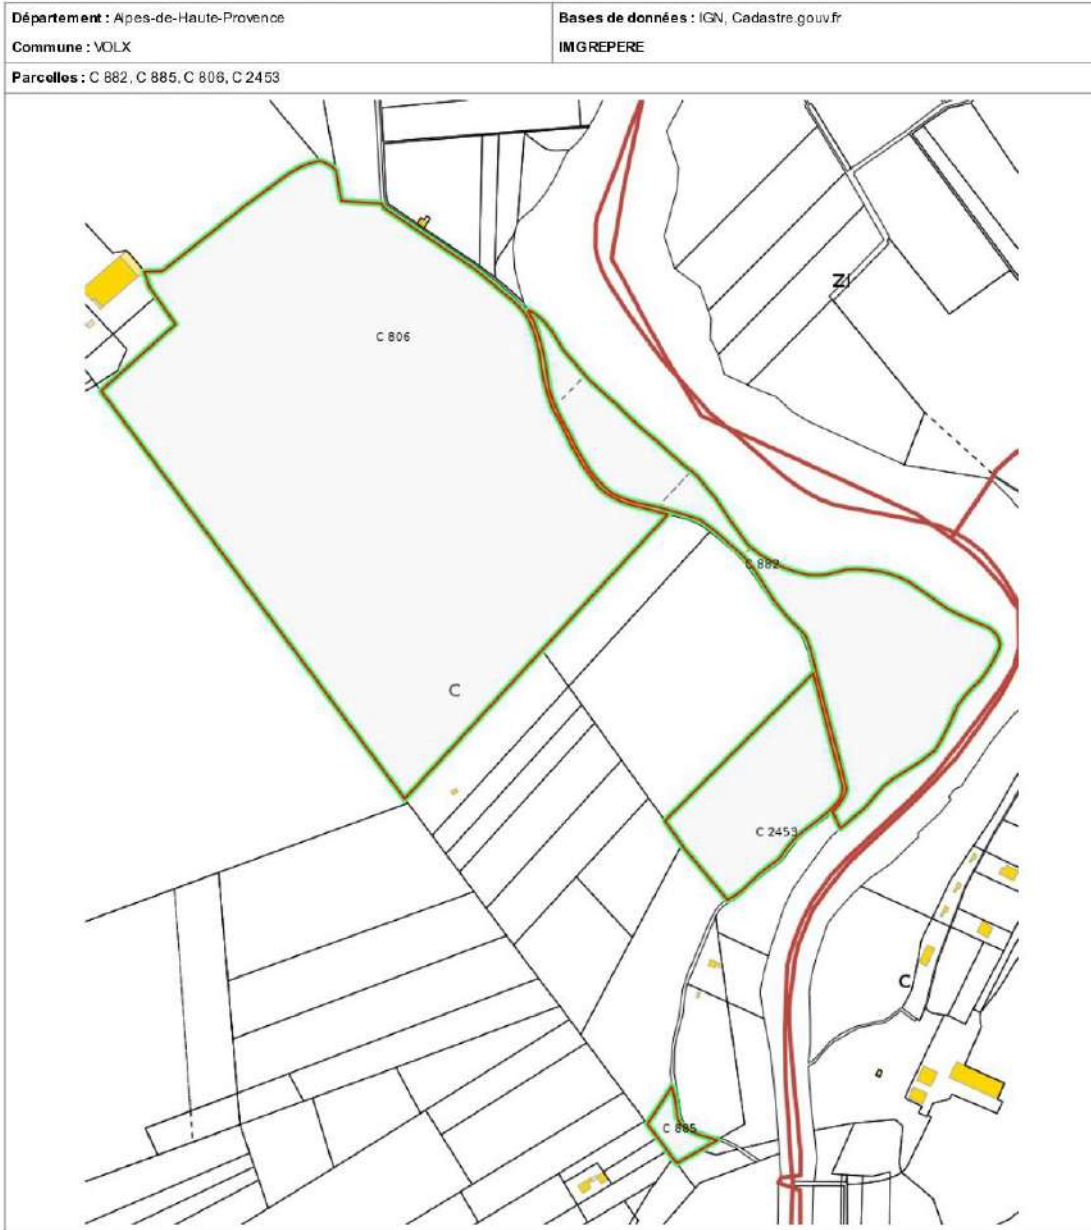 Département : Alpes-de-Haute-Provence
Bases de données : IGN, Cadastre.gouv.fr
Commune : VOLX
IMGREPERE
Parcelles : C 882, C 885, C 806, C 2453
ZI
C 806
C 882
C
C 2453
C
C 885